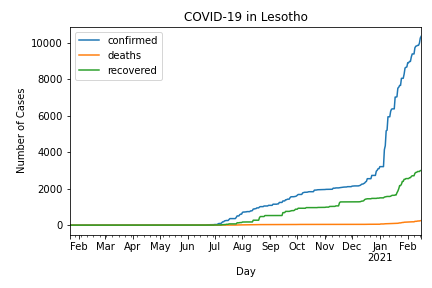 COVID-19 in Lesotho
confirmed
deaths
recovered
Number of Cases
10000
8000
6000
4000
2000
0
Feb Mar Apr May Jun Jul Aug Sep Oct Nov Dec Jan Feb
2021
Day